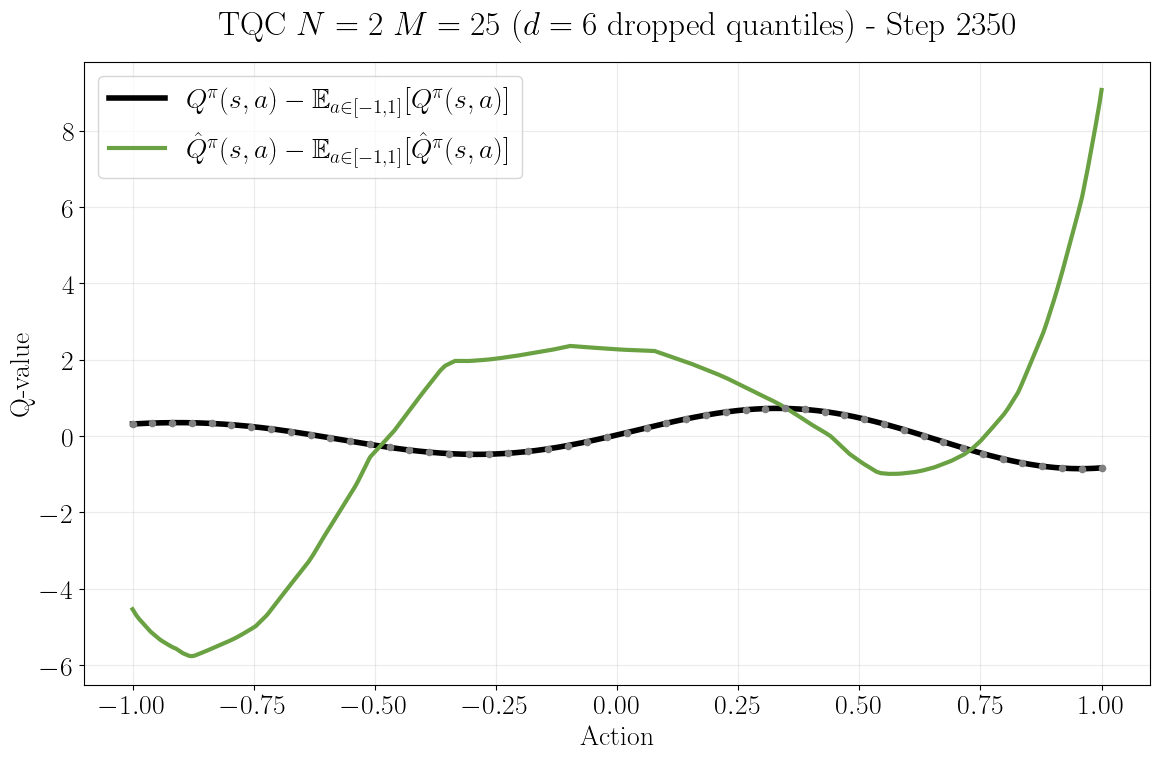 TQC N = 2 M = 25 (d = 6 dropped quantiles) - Step 2350
Q^π(s, a) − 𝔼_{a∈[−1,1]}[Q^π(s, a)]
Q̂^π(s, a) − 𝔼_{a∈[−1,1]}[Q̂^π(s, a)]
Q-value
8
6
4
2
0
−2
−4
−6
−1.00 −0.75 −0.50 −0.25 0.00 0.25 0.50 0.75 1.00
Action